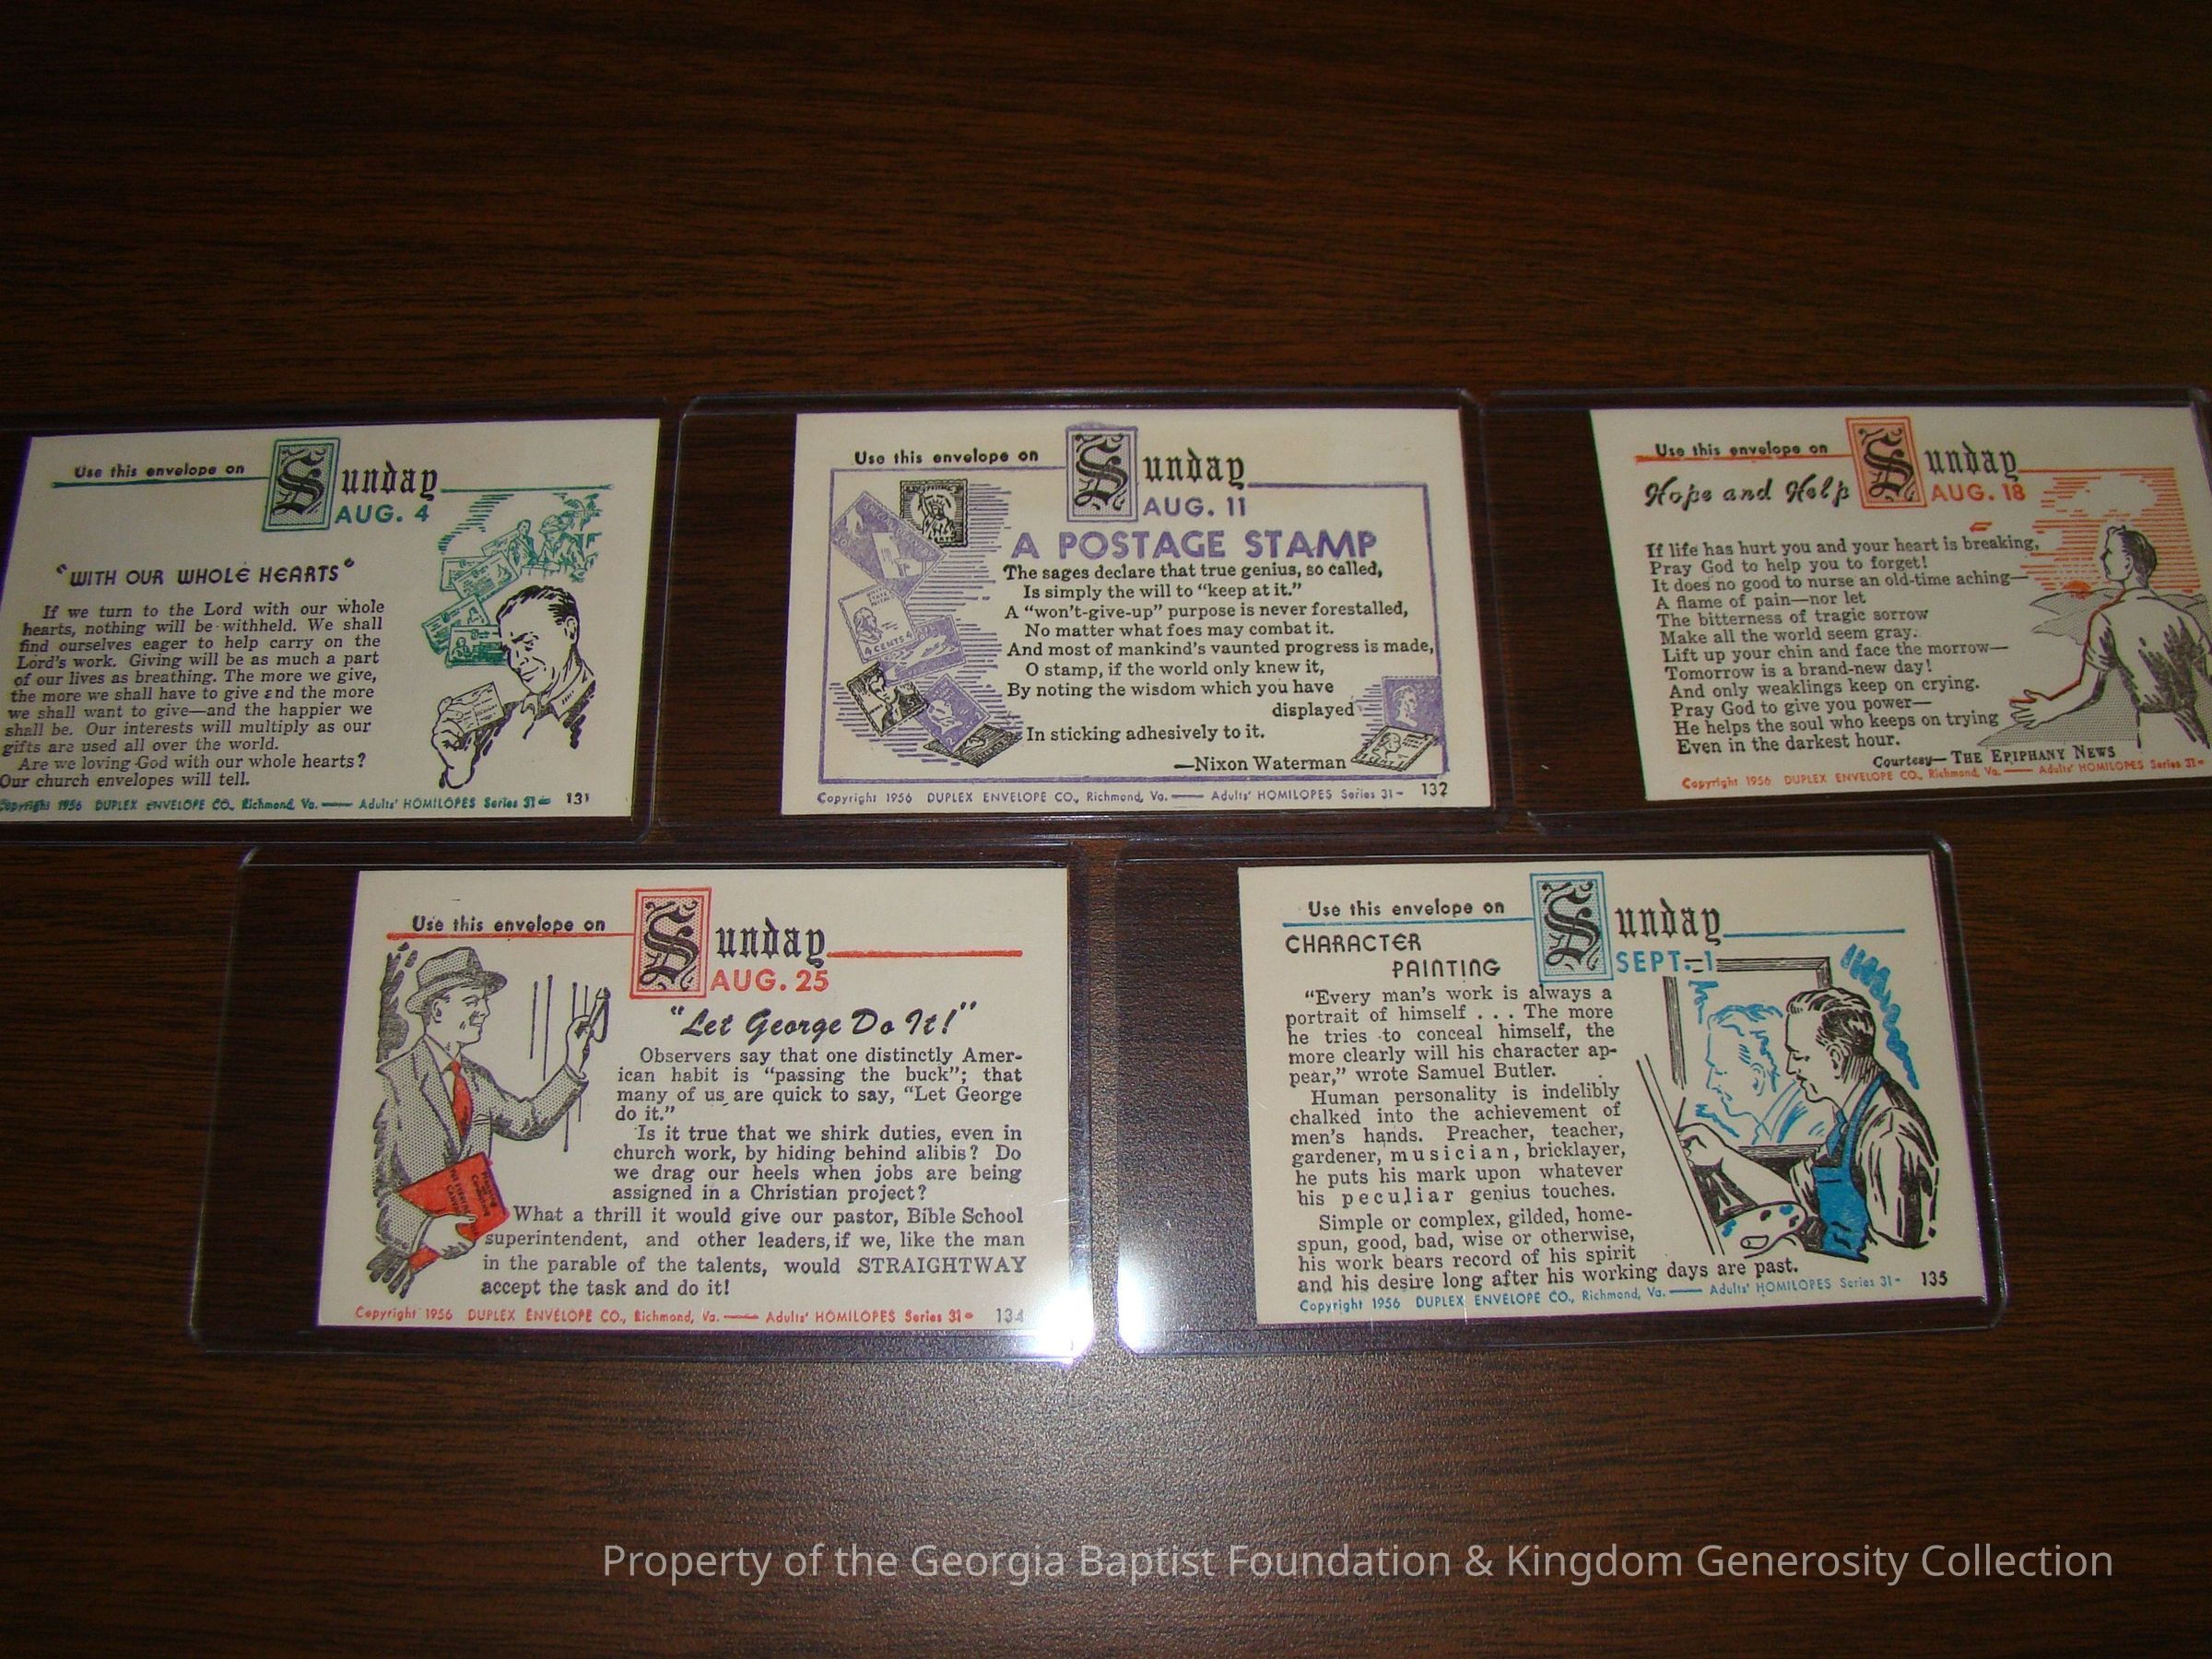 Use this envelope on Sunday
AUG. 4
"WITH OUR WHOLE HEARTS"
If we turn to the Lord with our whole
hearts, nothing will be withheld. We shall
find ourselves eager to help carry on the
Lord's work. Giving will be as much a part
of our lives as breathing. The more we give,
the more we shall have to give and the more
we shall want to give—and the happier we
shall be. Our interests will multiply as our
gifts are used all over the world.
Are we loving God with our whole hearts?
Our church envelopes will tell.
Copyright 1956 DUPLEX ENVELOPE CO., Richmond, Va. — Adults' HOMILOPES Series 31- 131
Use this envelope on Sunday
AUG. 11
A POSTAGE STAMP
The sages declare that true genius, so called,
Is simply the will to "keep at it."
A "won't-give-up" purpose is never forestalled,
No matter what foes may combat it.
And most of mankind's vaunted progress is made,
O stamp, if the world only knew it,
By noting the wisdom which you have
displayed
In sticking adhesively to it.
—Nixon Waterman
4 CENTS 4
Copyright 1956 DUPLEX ENVELOPE CO., Richmond, Va. — Adults' HOMILOPES Series 31- 132
Use this envelope on Sunday
AUG. 18
Hope and Help
If life has hurt you and your heart is breaking,
Pray God to help you to forget!
It does no good to nurse an old-time aching—
A flame of pain—nor let
The bitterness of tragic sorrow
Make all the world seem gray.
Lift up your chin and face the morrow—
Tomorrow is a brand-new day!
And only weaklings keep on crying.
Pray God to give you power—
He helps the soul who keeps on trying
Even in the darkest hour.
Courtesy— THE EPIPHANY NEWS
Copyright 1956 DUPLEX ENVELOPE CO., Richmond, Va. — Adults' HOMILOPES Series 31-
Use this envelope on Sunday
AUG. 25
"Let George Do It!"
Observers say that one distinctly Amer-
ican habit is "passing the buck"; that
many of us are quick to say, "Let George
do it."
Is it true that we shirk duties, even in
church work, by hiding behind alibis? Do
we drag our heels when jobs are being
assigned in a Christian project?
What a thrill it would give our pastor, Bible School
superintendent, and other leaders, if we, like the man
in the parable of the talents, would STRAIGHTWAY
accept the task and do it!
Copyright 1956 DUPLEX ENVELOPE CO., Richmond, Va. — Adults' HOMILOPES Series 31- 134
Use this envelope on Sunday
SEPT. 1
CHARACTER
PAINTING
"Every man's work is always a
portrait of himself . . . The more
he tries to conceal himself, the
more clearly will his character ap-
pear," wrote Samuel Butler.
Human personality is indelibly
chalked into the achievement of
men's hands. Preacher, teacher,
gardener, musician, bricklayer,
he puts his mark upon whatever
his peculiar genius touches.
Simple or complex, gilded, home-
spun, good, bad, wise or otherwise,
his work bears record of his spirit
and his desire long after his working days are past.
Copyright 1956 DUPLEX ENVELOPE CO., Richmond, Va. — Adults' HOMILOPES Series 31- 135
Property of the Georgia Baptist Foundation & Kingdom Generosity Collection